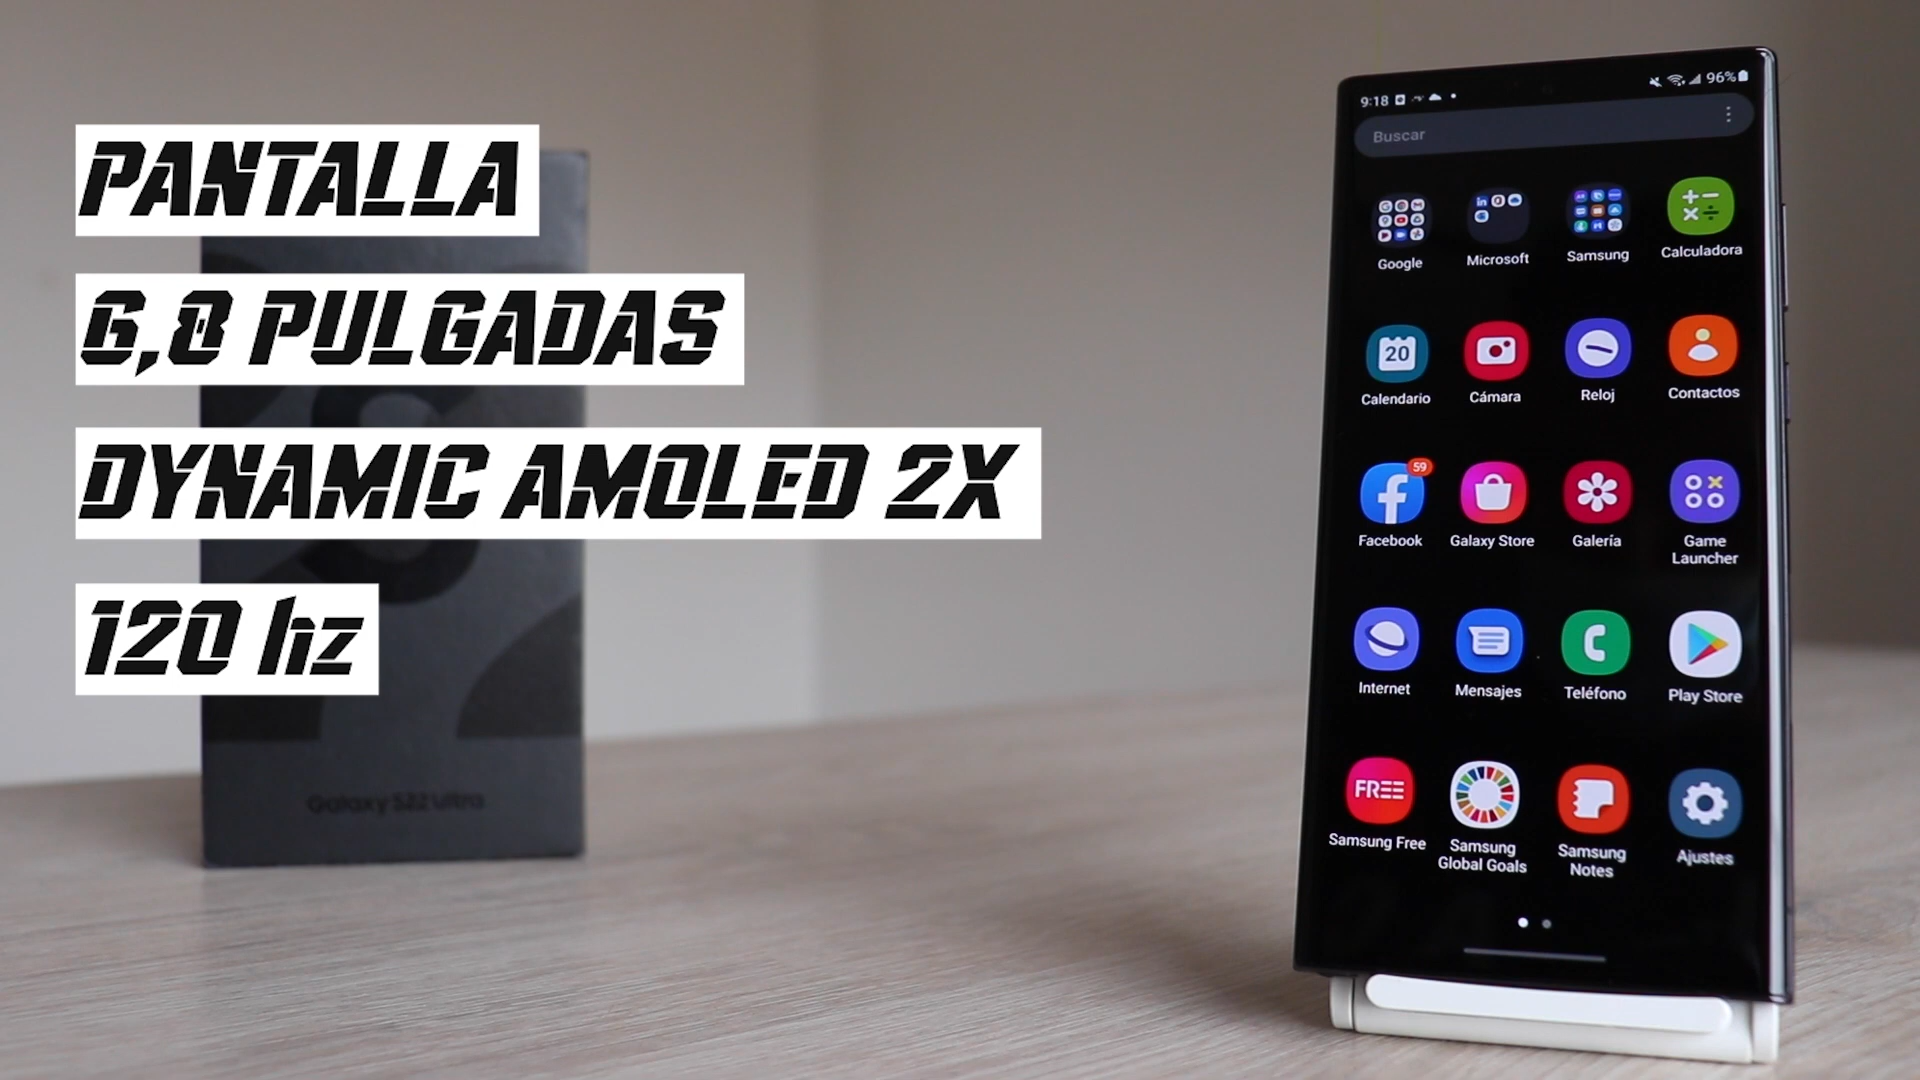 PANTALLA
6,8 PULGADAS
DYNAMIC AMOLED 2X
120 hz
Galaxy S22 Ultra
9:18 96%
Buscar
Google Microsoft Samsung Calculadora
20
Calendario Cámara Reloj Contactos
59
Facebook Galaxy Store Galería Game
Launcher
Internet Mensajes Teléfono Play Store
FREE
Samsung Free Samsung Samsung Ajustes
Global Goals Notes